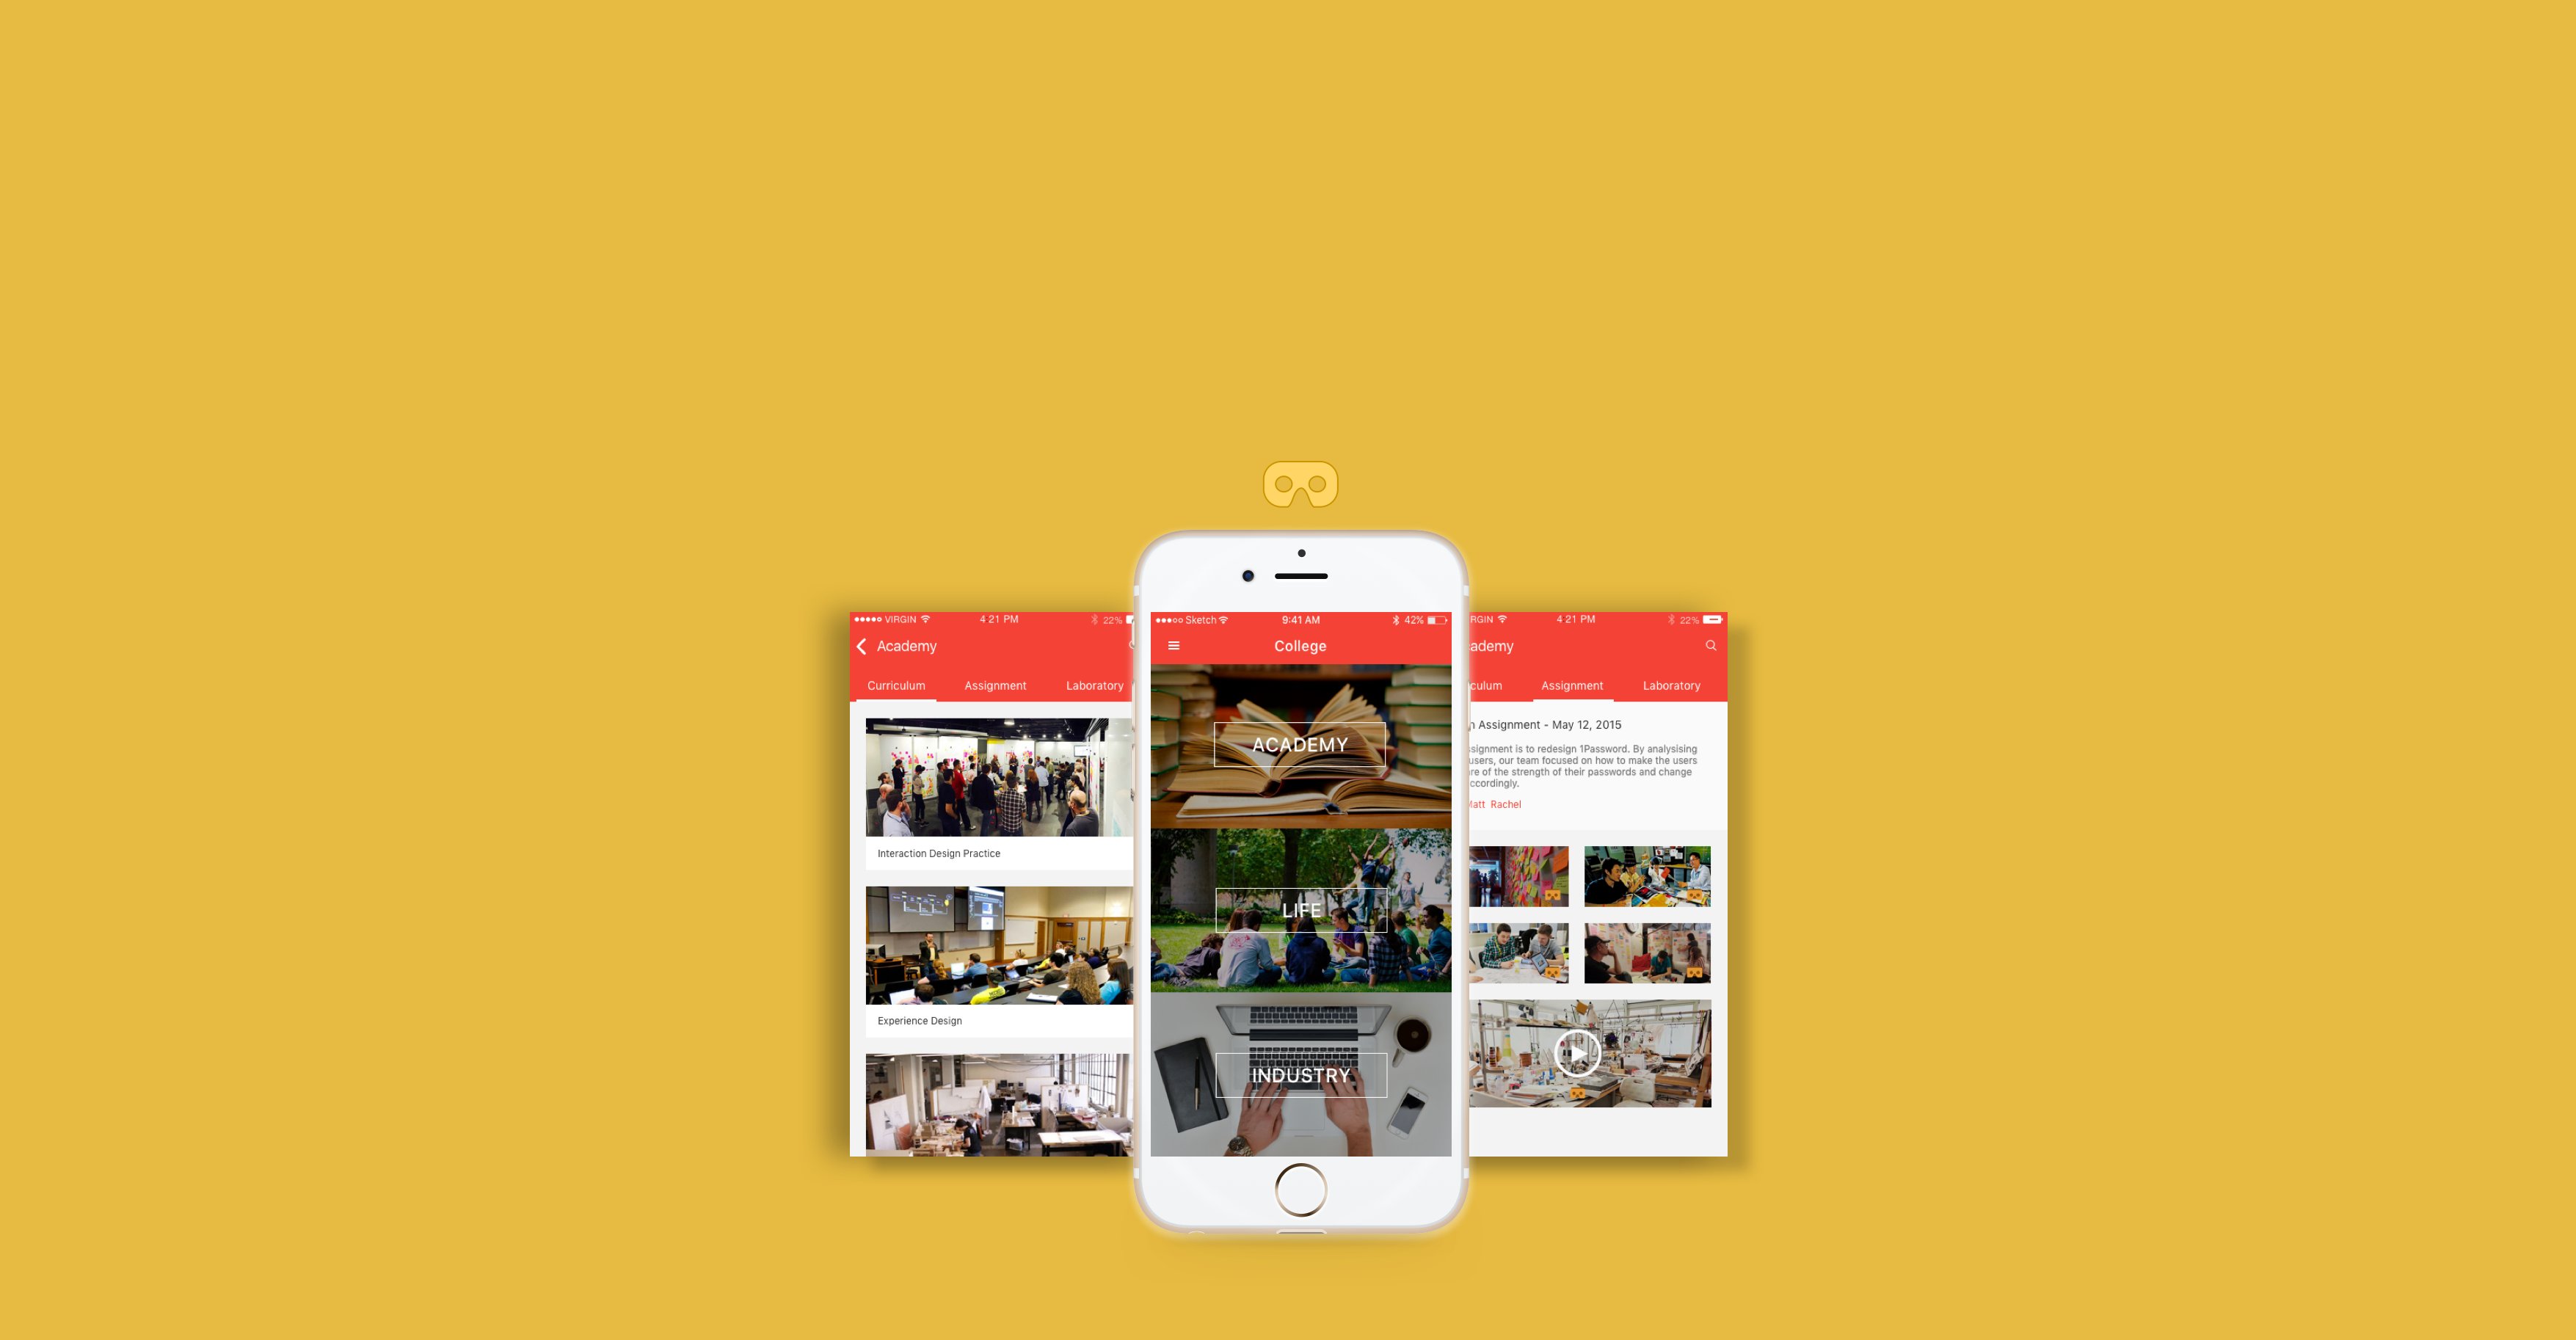 VIRGIN 4 21 PM 22%
Academy
Curriculum Assignment Laboratory
Interaction Design Practice
Experience Design
Sketch 9:41 AM 42%
College
ACADEMY
LIFE
INDUSTRY
RGIN 4 21 PM 22%
ademy
culum Assignment Laboratory
n Assignment - May 12, 2015
signment is to redesign 1Password. By analysising
users, our team focused on how to make the users
re of the strength of their passwords and change
ccordingly.
Matt Rachel